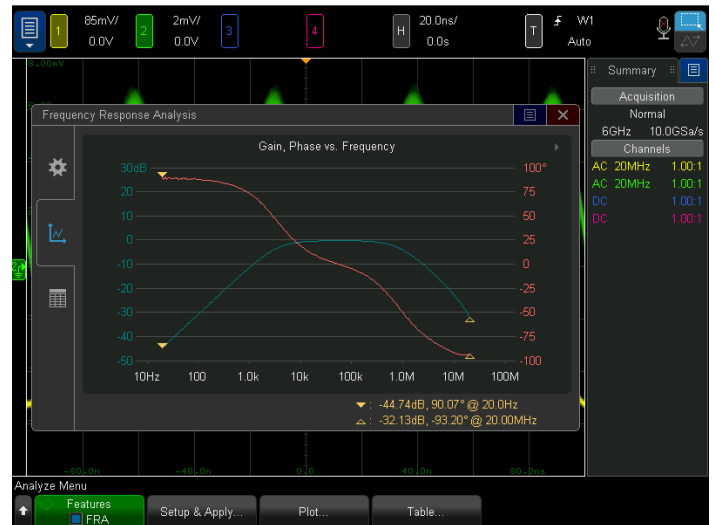 1 85mV/ 2 2mV/ 3 4 H 20.0ns/ T W1
0.0V 0.0V 0.0s Auto
8.00mV
Summary
Acquisition
Normal
6GHz 10.0GSa/s
Channels
AC 20MHz 1.00:1
AC 20MHz 1.00:1
DC 1.00:1
DC 1.00:1
Frequency Response Analysis
Gain, Phase vs. Frequency
30dB 100°
20 75
10 50
0 25
-10 0
-20 -25
-30 -50
-40 -75
-50 -100
10Hz 100 1.0k 10k 100k 1.0M 10M 100M
: -44.74dB, 90.07° @ 20.0Hz
: -32.13dB, -93.20° @ 20.00MHz
2
-80.0n -40.0n 0.0 40.0n 80.0ns
Analyze Menu
Features
FRA
Setup & Apply...
Plot...
Table...